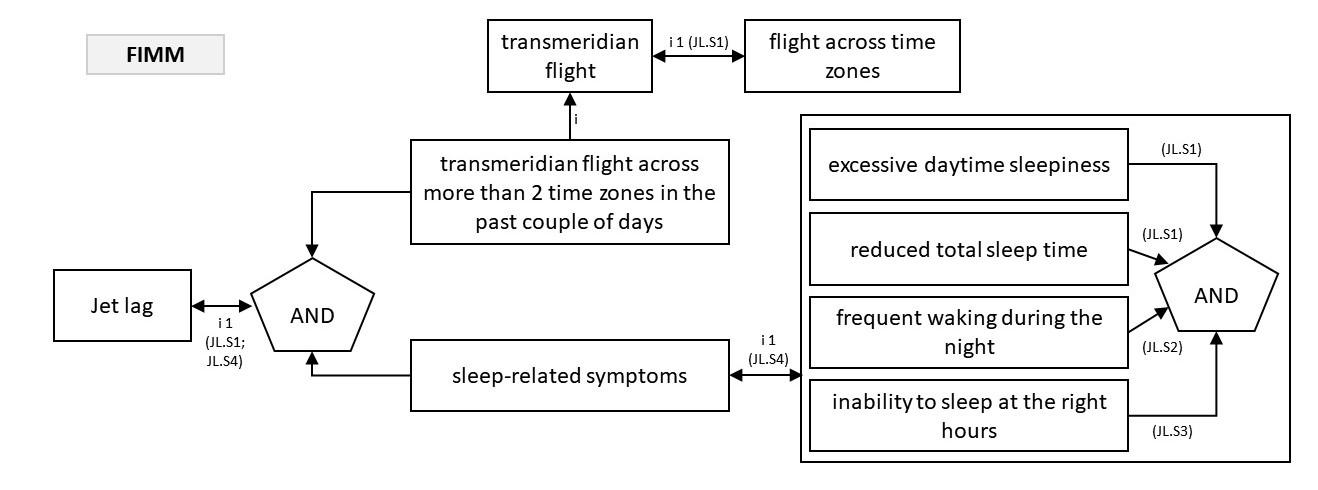 FIMM
transmeridian
flight
i 1 (JL.S1)
flight across time
zones
i
transmeridian flight across
more than 2 time zones in the
past couple of days
Jet lag
i 1
(JL.S1;
JL.S4)
AND
sleep-related symptoms
i 1
(JL.S4)
excessive daytime sleepiness
(JL.S1)
reduced total sleep time
(JL.S1)
frequent waking during the
night
(JL.S2)
inability to sleep at the right
hours
(JL.S3)
AND